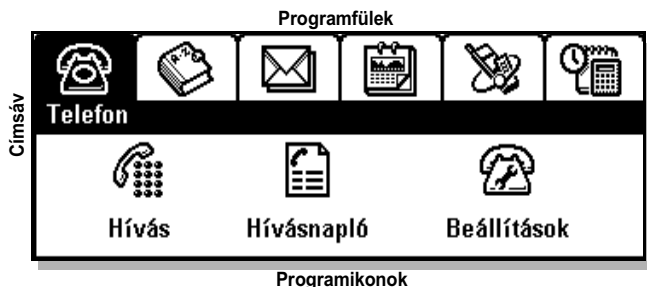 Programfülek
Címsáv
Telefon
Hívás Hívásnapló Beállítások
Programikonok